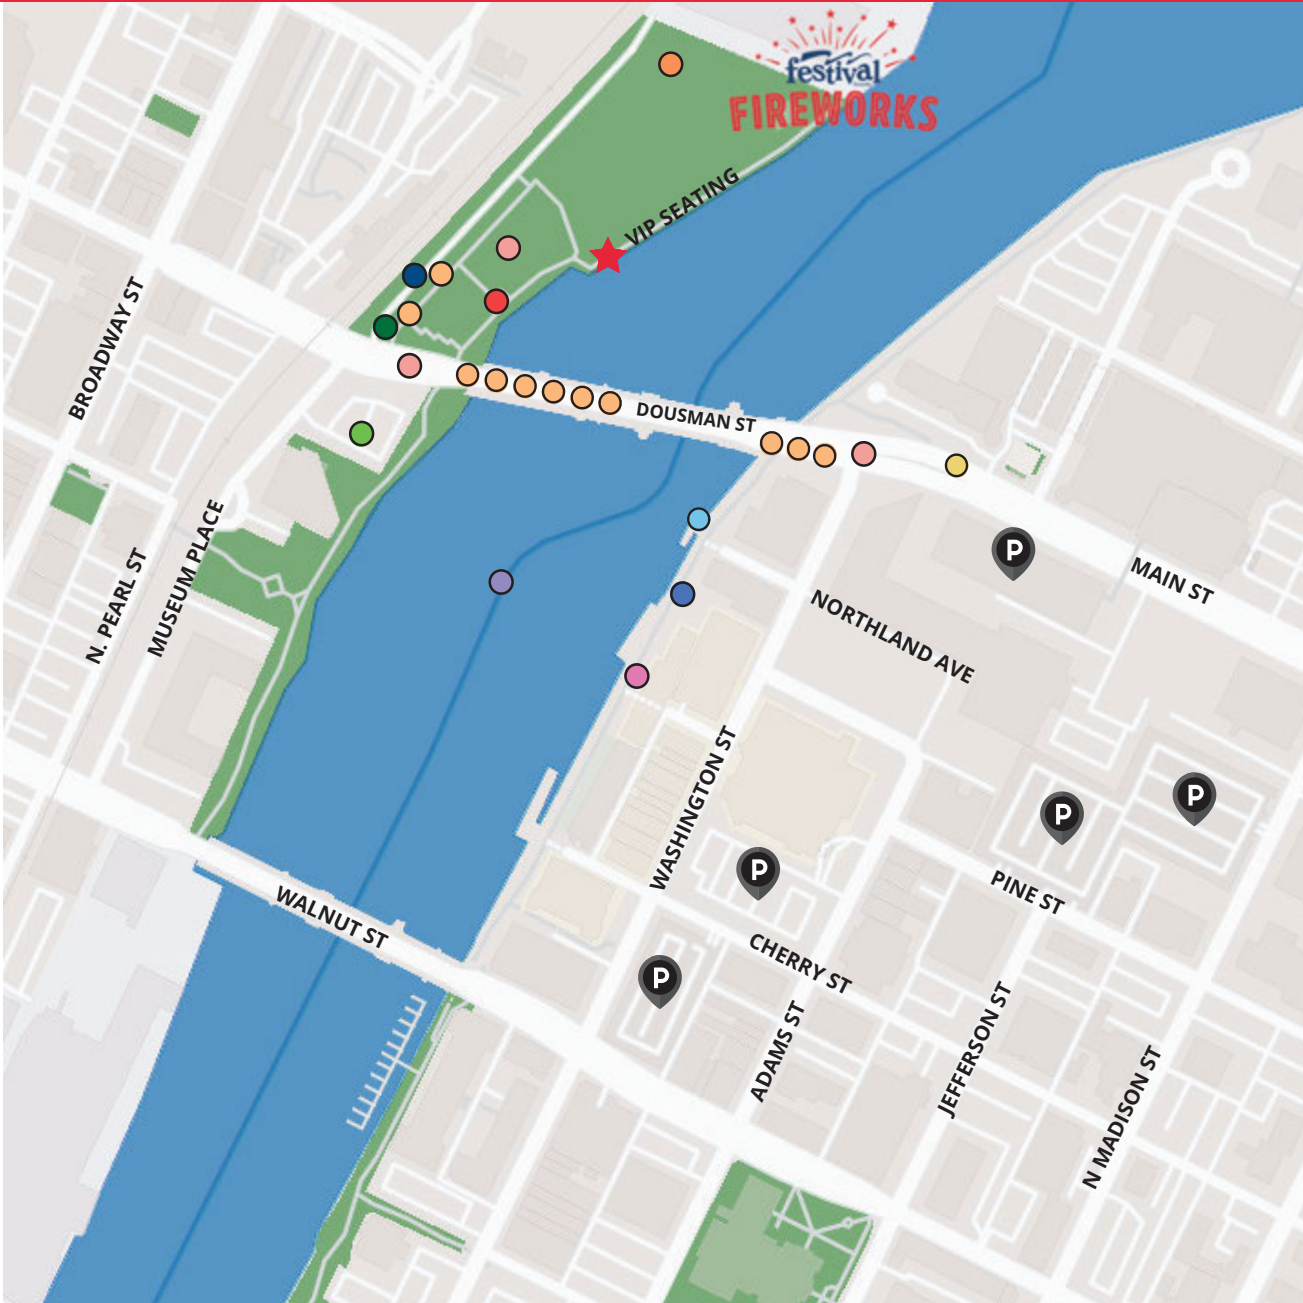 festival
FIREWORKS
VIP SEATING
BROADWAY ST
DOUSMAN ST
MUSEUM PLACE
N. PEARL ST
P
MAIN ST
NORTHLAND AVE
WASHINGTON ST
P
P
P
PINE ST
WALNUT ST
CHERRY ST
P
ADAMS ST
JEFFERSON ST
N MADISON ST